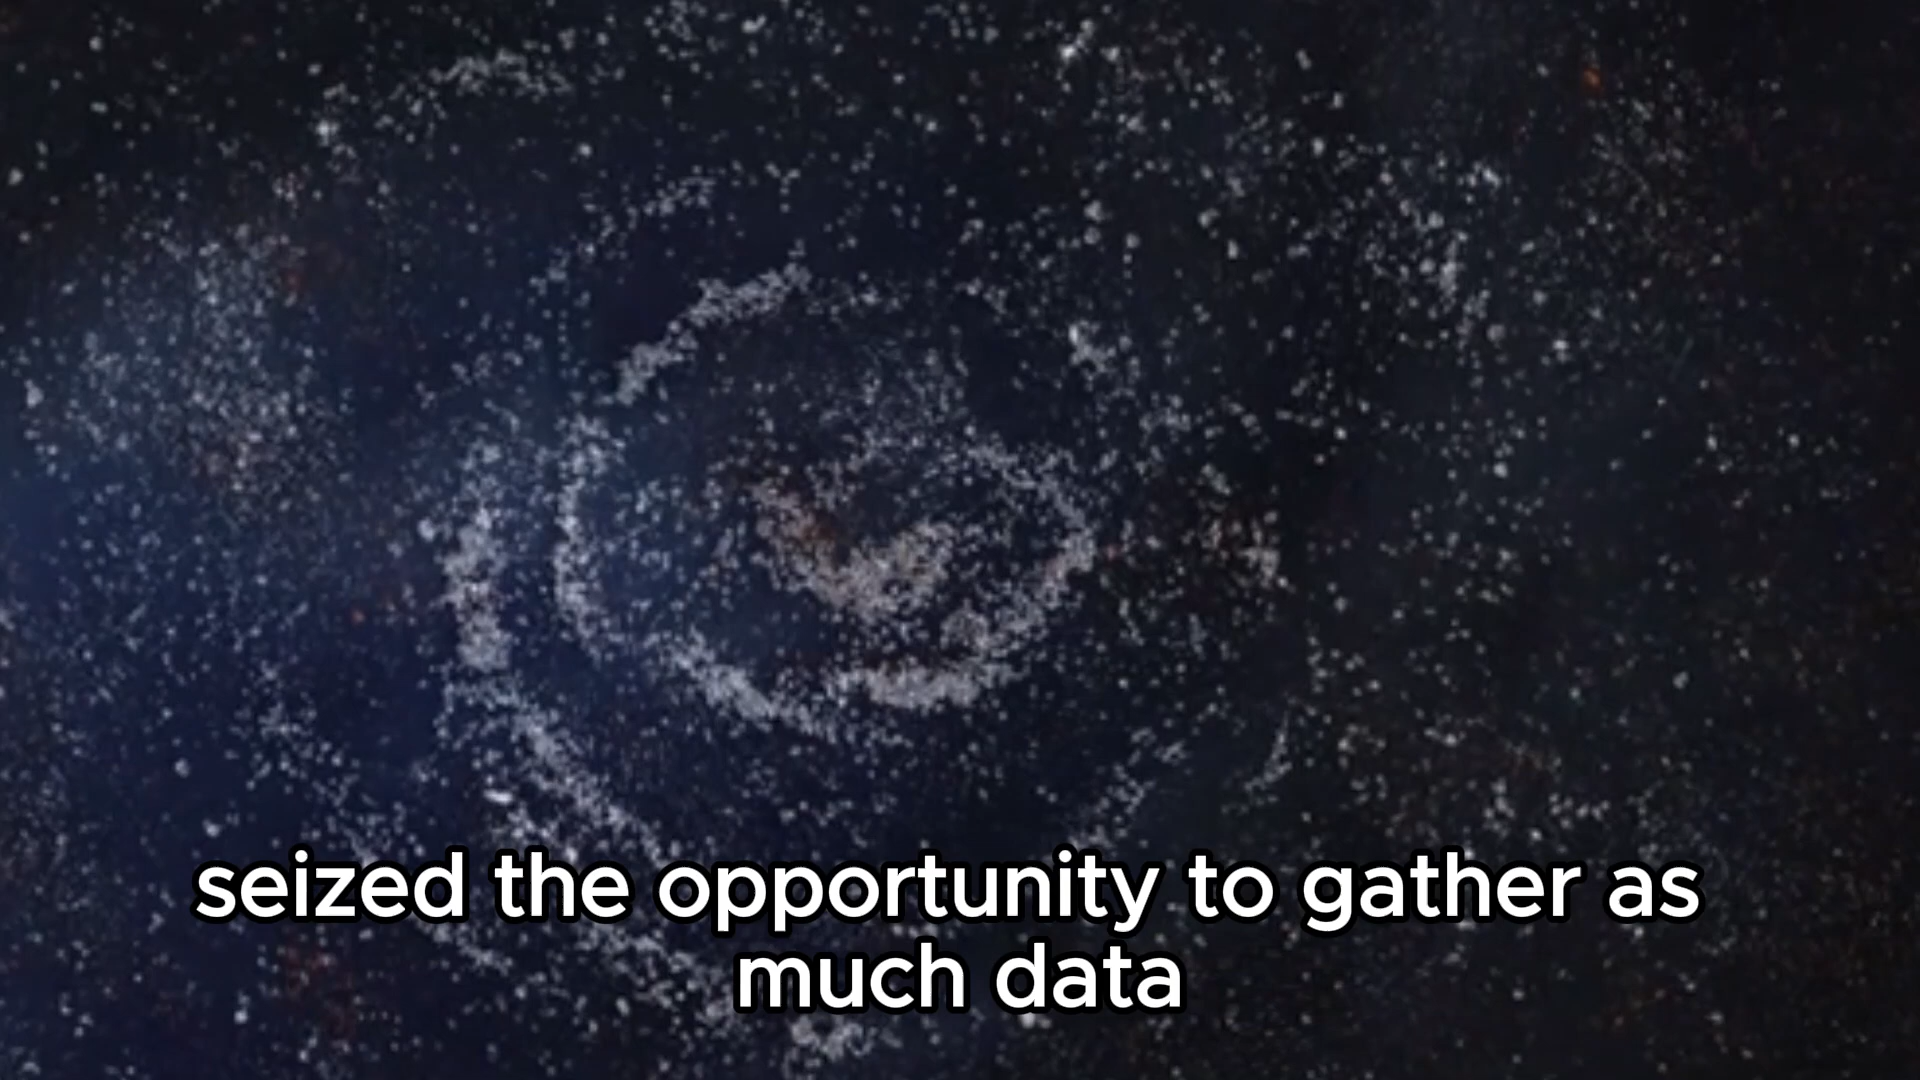 seized the opportunity to gather as
much data